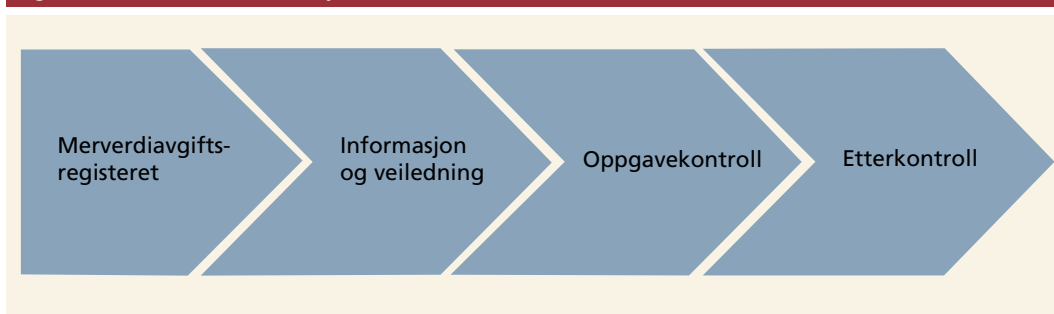 Merverdiavgifts-
registeret
Informasjon
og veiledning
Oppgavekontroll
Etterkontroll